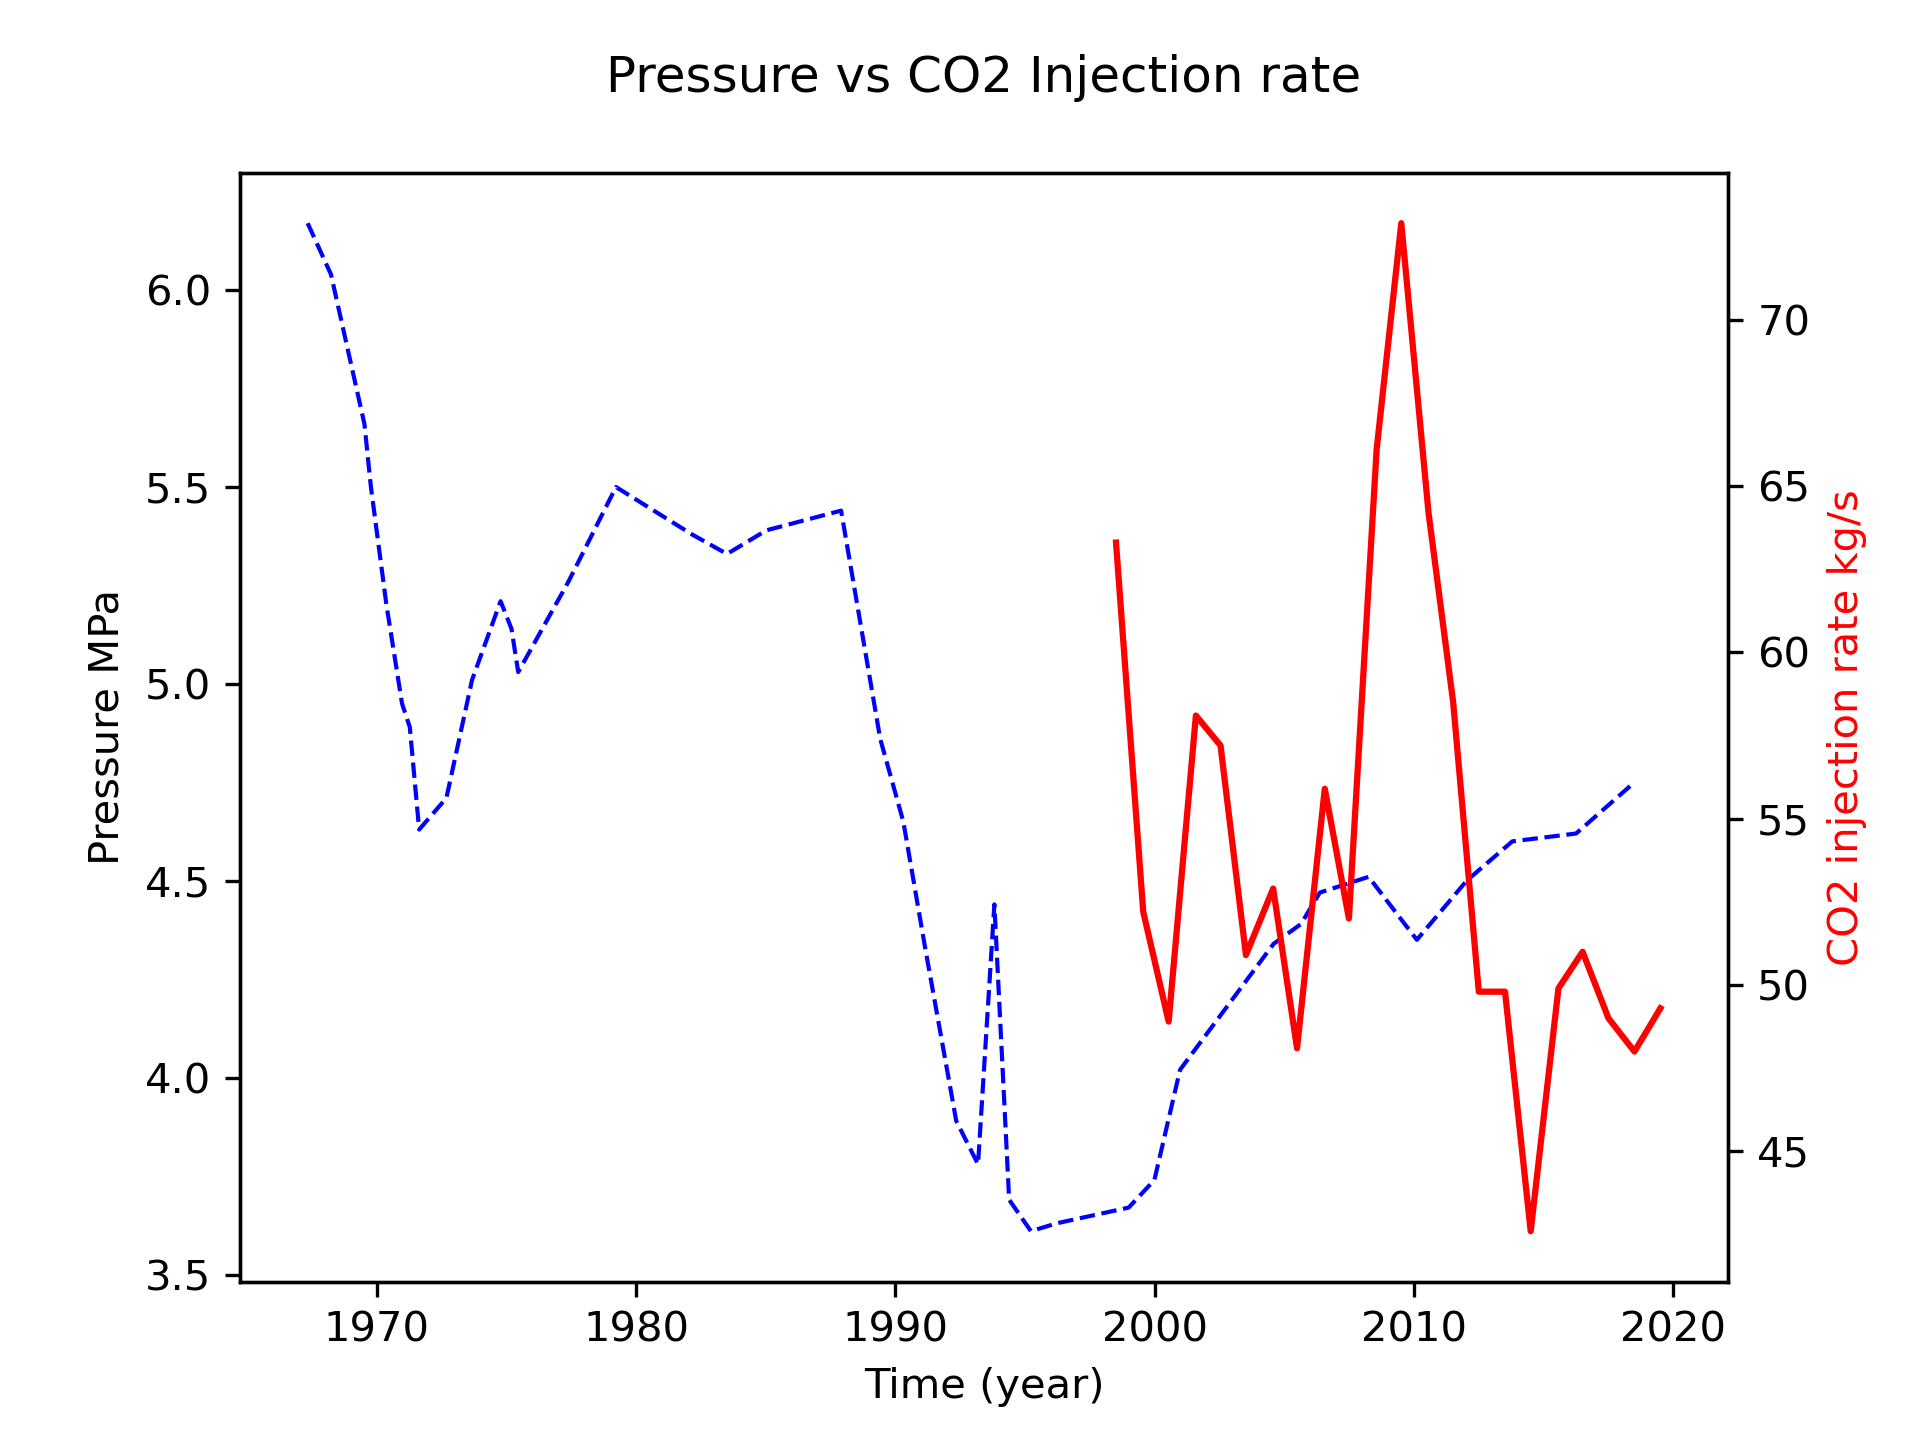 Pressure vs CO2 Injection rate
6.0
5.5
5.0
4.5
4.0
3.5
Pressure MPa
70
65
60
55
50
45
CO2 injection rate kg/s
1970 1980 1990 2000 2010 2020
Time (year)